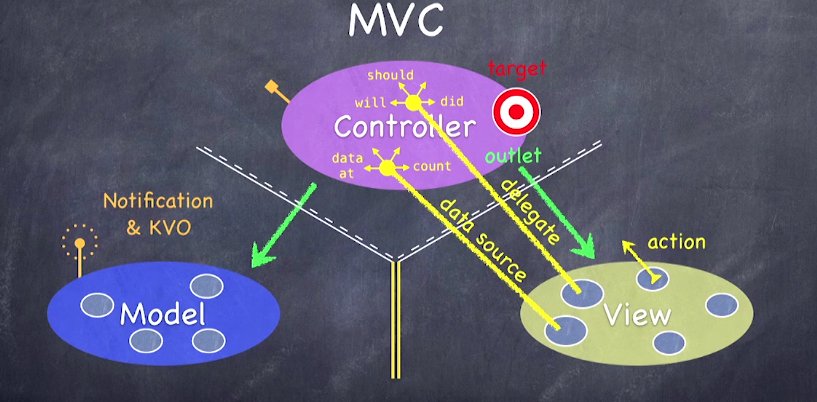 MVC
should
target
will
did
Controller
data
at
count
outlet
delegate
data source
Notification
& KVO
action
Model
View